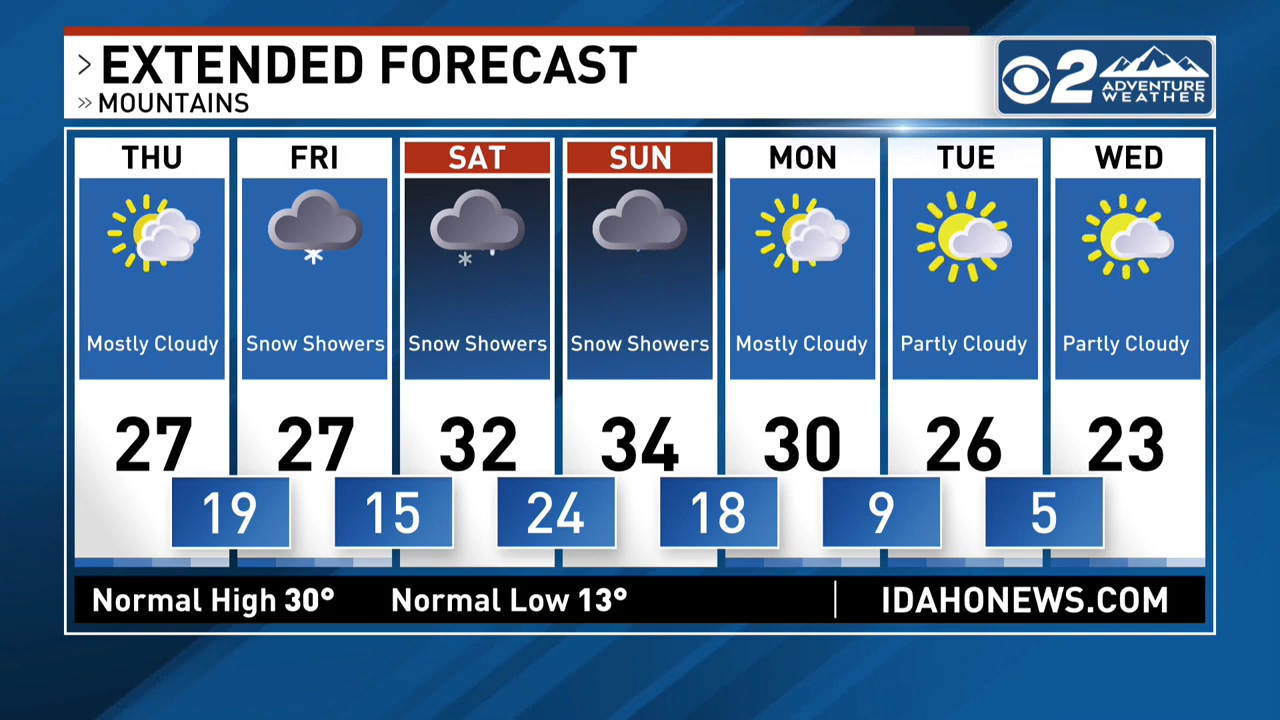 > EXTENDED FORECAST
» MOUNTAINS
2 ADVENTURE
WEATHER
THU FRI SAT SUN MON TUE WED
Mostly Cloudy Snow Showers Snow Showers Snow Showers Mostly Cloudy Partly Cloudy Partly Cloudy
27 27 32 34 30 26 23
19 15 24 18 9 5
Normal High 30° Normal Low 13° IDAHONEWS.COM